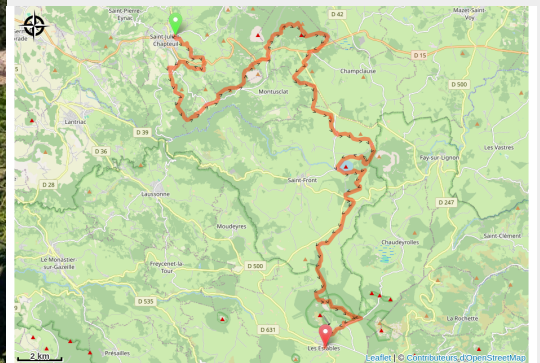 Saint-Pierre-
Eynac
D 42
Mazet-Saint-
Voy
Saint-Julien-
Chapteuil
D 15
Champclause
D 500
Montusclat
Lantriac
D 39
Les Vastres
D 36
Fay-sur-Lignon
Saint-Front
D 28
Laussonne
D 247
Moudeyres
Saint-Clément
Chaudeyrolles
Le Monastier
-sur-Gazeille
Freycenet-la-
Tour
D 500
D 535
La Rochette
D 631
Présailles
Les Estables
2 km
Leaflet | © Contributeurs d'OpenStreetMap